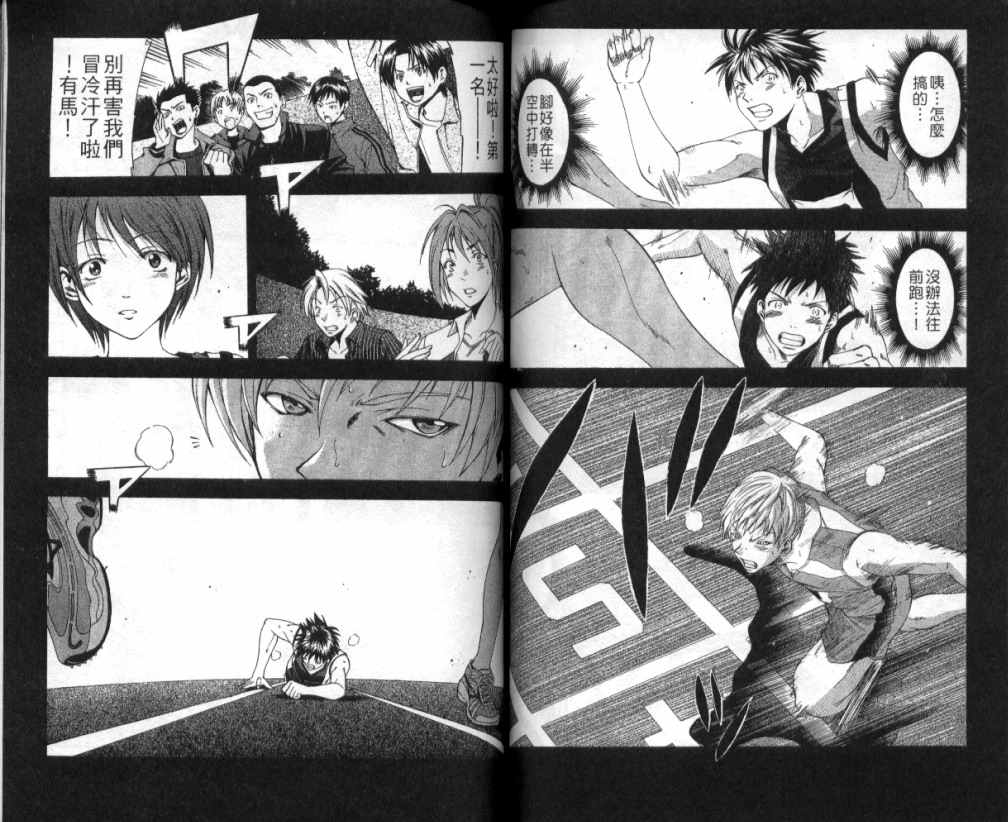 咦…怎麼
搞的…
腳好像在半
空中打轉…
沒辦法往
前跑…!
5
太好啦!第
一名——!
別再害我們
冒冷汗了啦
!有馬!